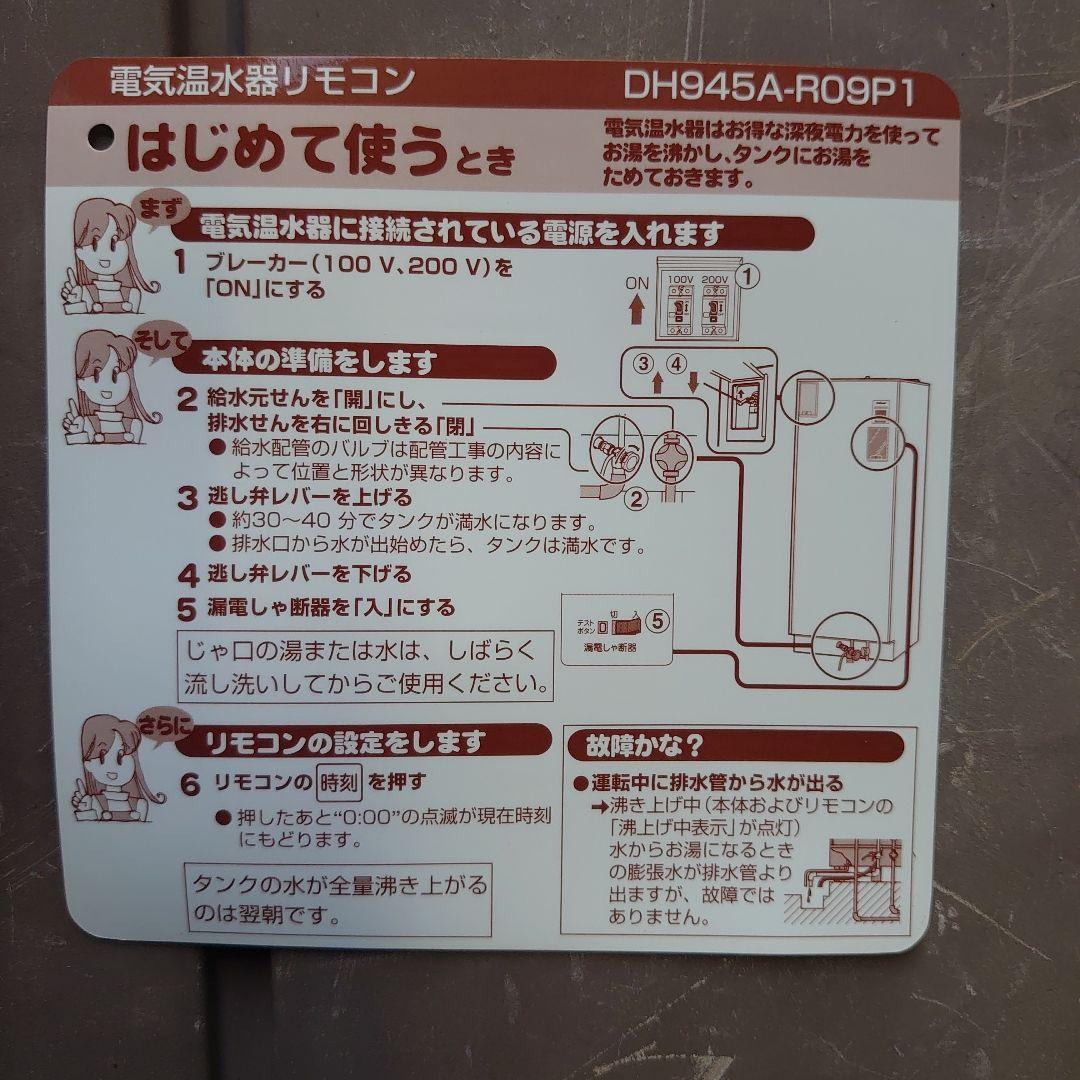 電気温水器リモコン DH945A-R09P1
はじめて使うとき
電気温水器はお得な深夜電力を使って
お湯を沸かし、タンクにお湯を
ためておきます。
まず
電気温水器に接続されている電源を入れます
1 ブレーカー(100 V、200 V)を
「ON」にする
ON
100V 200V
①
そして
本体の準備をします
2 給水元せんを「開」にし、
排水せんを右に回しきる「閉」
●給水配管のバルブは配管工事の内容に
よって位置と形状が異なります。
3 逃し弁レバーを上げる
●約30〜40 分でタンクが満水になります。
●排水口から水が出始めたら、タンクは満水です。
4 逃し弁レバーを下げる
5 漏電しゃ断器を「入」にする
③ ④
②
切 入
テスト
ボタン
⑤
漏電しゃ断器
じゃ口の湯または水は、しばらく
流し洗いしてからご使用ください。
さらに
リモコンの設定をします
6 リモコンの 時刻 を押す
●押したあと“0:00”の点滅が現在時刻
にもどります。
タンクの水が全量沸き上がる
のは翌朝です。
故障かな?
●運転中に排水管から水が出る
➔沸き上げ中(本体およびリモコンの
「沸上げ中表示」が点灯)
水からお湯になるとき
の膨張水が排水管より
出ますが、故障では
ありません。